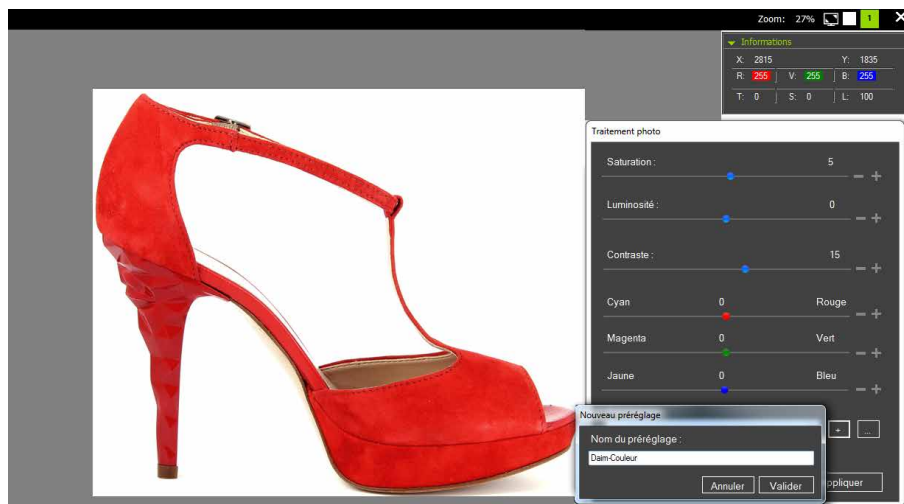 Zoom: 27% 1 X
Informations
X: 2815 Y: 1835
R: 255 V: 255 B: 255
T: 0 S: 0 L: 100
Traitement photo
Saturation : 5
Luminosité : 0
Contraste : 15
Cyan 0 Rouge
Magenta 0 Vert
Jaune 0 Bleu
Nouveau préréglage
+ ...
Nom du préréglage :
Daim-Couleur
Annuler Valider
ppliquer